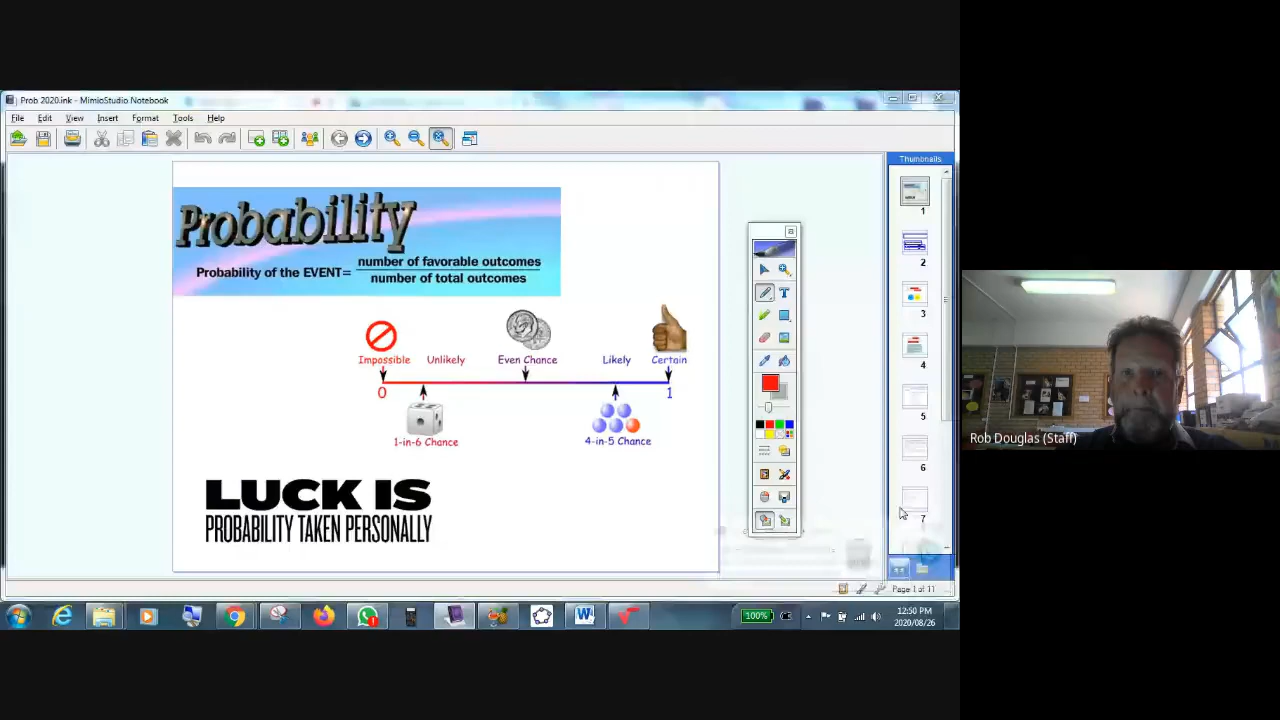 Prob 2020.ink - MimioStudio Notebook
File Edit View Insert Format Tools Help
Thumbnails
Probability
Probability of the EVENT= number of favorable outcomes
number of total outcomes
Impossible Unlikely Even Chance Likely Certain
0 1
1-in-6 Chance 4-in-5 Chance
LUCK IS
PROBABILITY TAKEN PERSONALLY
1
2
3
4
5
6
7
Page 1 of 11
Rob Douglas (Staff)
100%
12:50 PM
2020/08/26